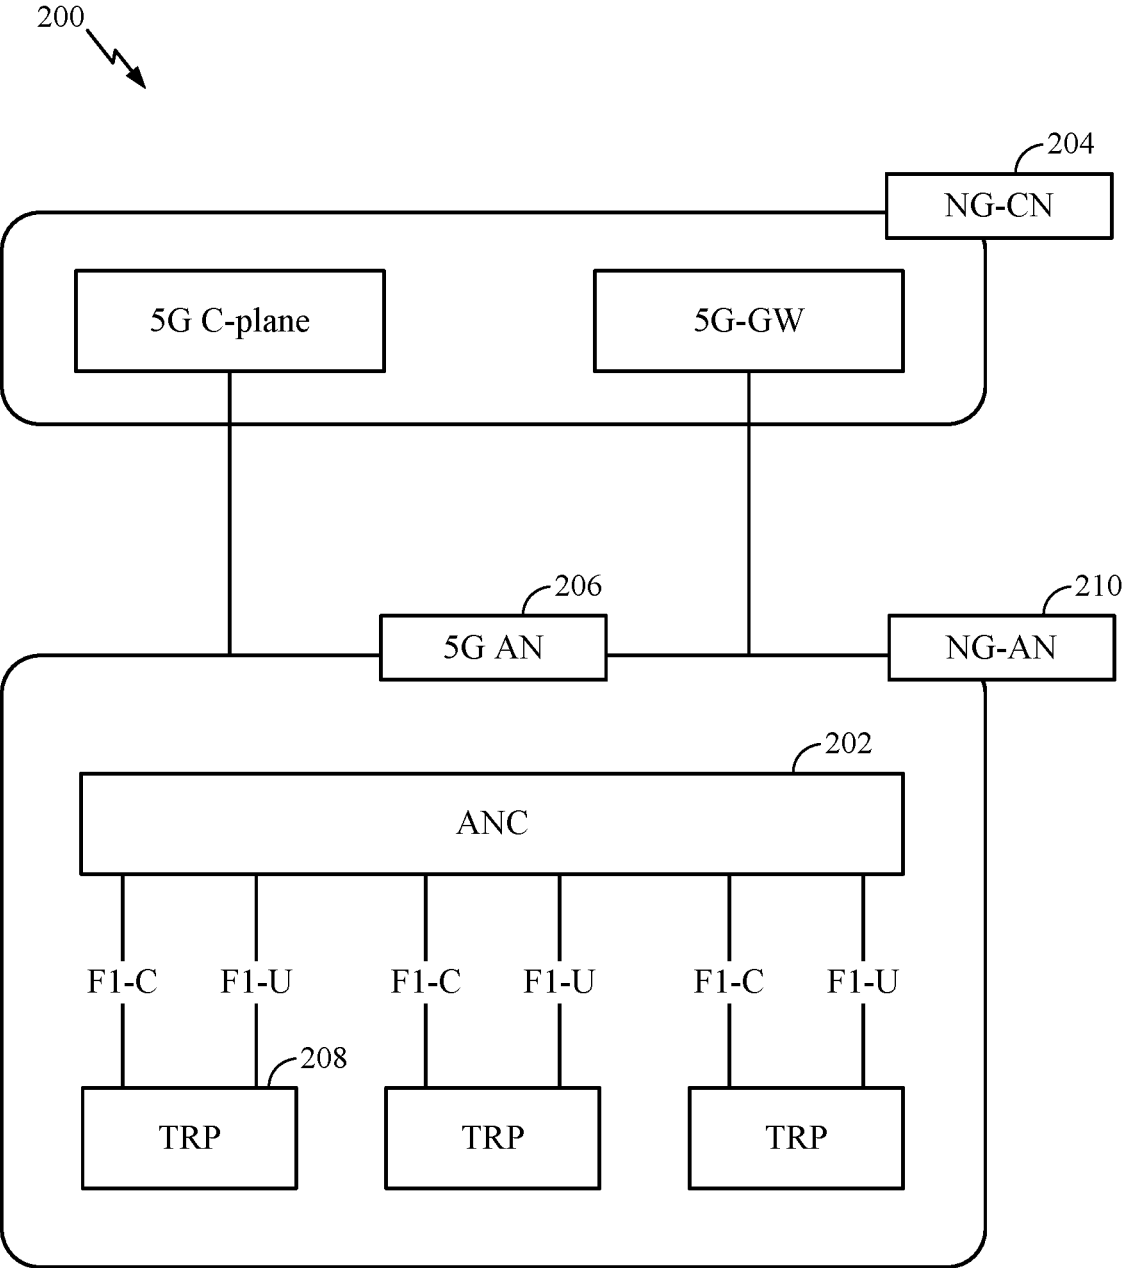 200
204
NG-CN
5G C-plane
5G-GW
206
210
5G AN
NG-AN
202
ANC
F1-C F1-U F1-C F1-U F1-C F1-U
208
TRP TRP TRP